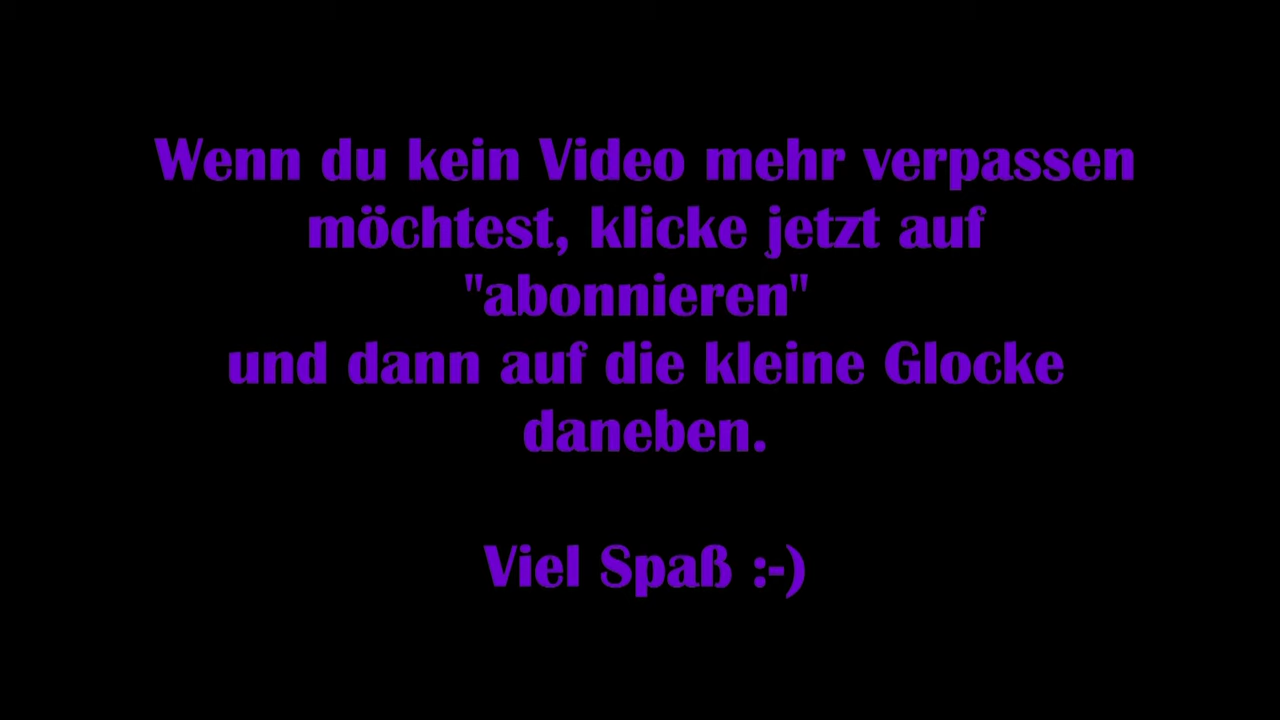 Wenn du kein Video mehr verpassen
möchtest, klicke jetzt auf
"abonnieren"
und dann auf die kleine Glocke
daneben.
Viel Spaß :-)